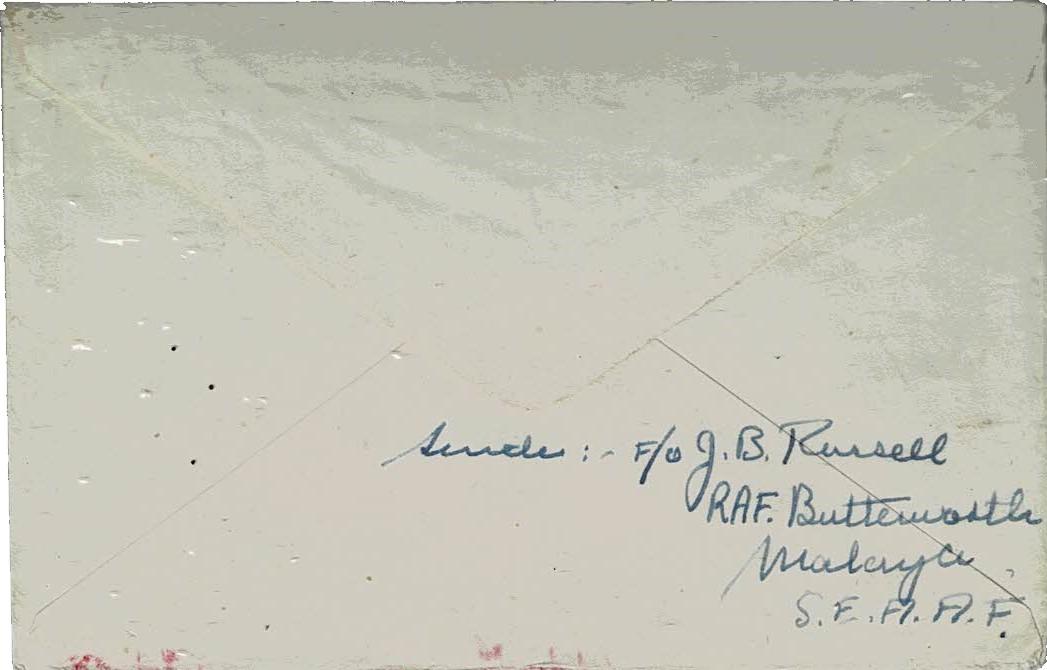 Sender :- F/O J. B. Russell
RAF. Butterworth
Malaya,
S.E.A.A.F.